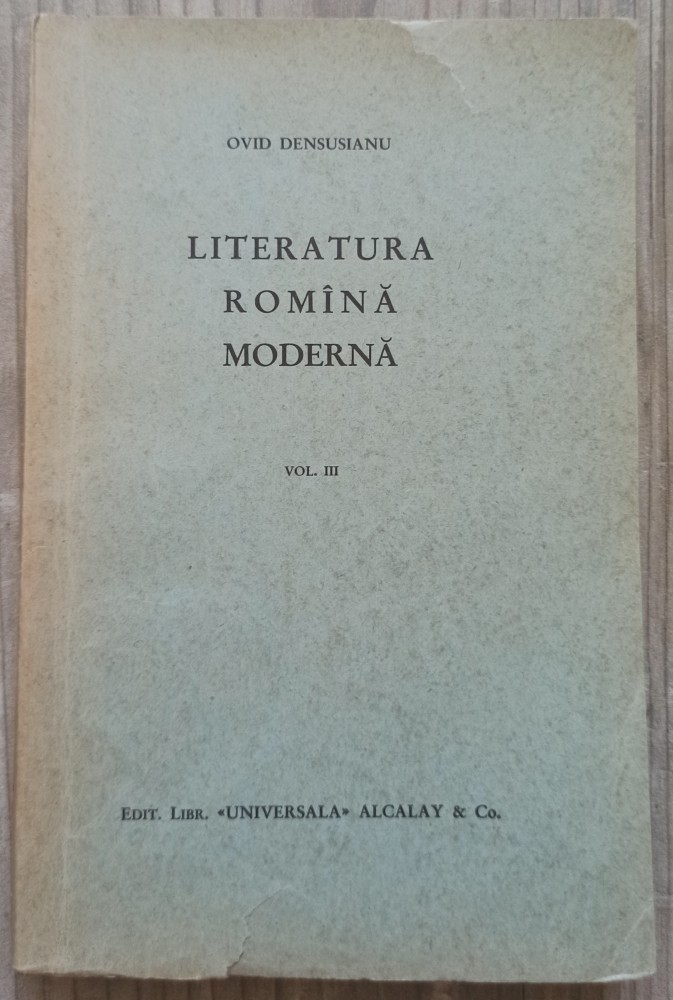 OVID DENSUSIANU
LITERATURA
ROMÎNĂ
MODERNĂ
VOL. III
EDIT. LIBR. «UNIVERSALA» ALCALAY & Co.